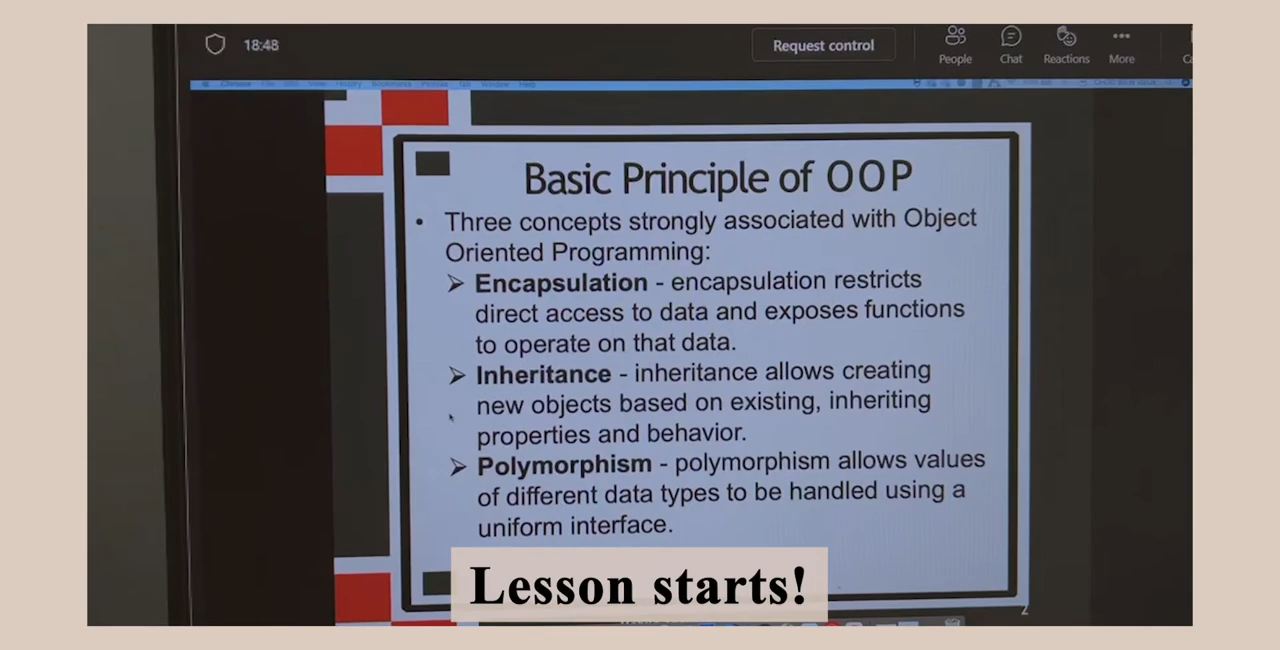 18:48
Request control
People
Chat
Reactions
More
Basic Principle of OOP
• Three concepts strongly associated with Object
Oriented Programming:
➢ Encapsulation - encapsulation restricts
direct access to data and exposes functions
to operate on that data.
➢ Inheritance - inheritance allows creating
new objects based on existing, inheriting
properties and behavior.
➢ Polymorphism - polymorphism allows values
of different data types to be handled using a
uniform interface.
Lesson starts!
2